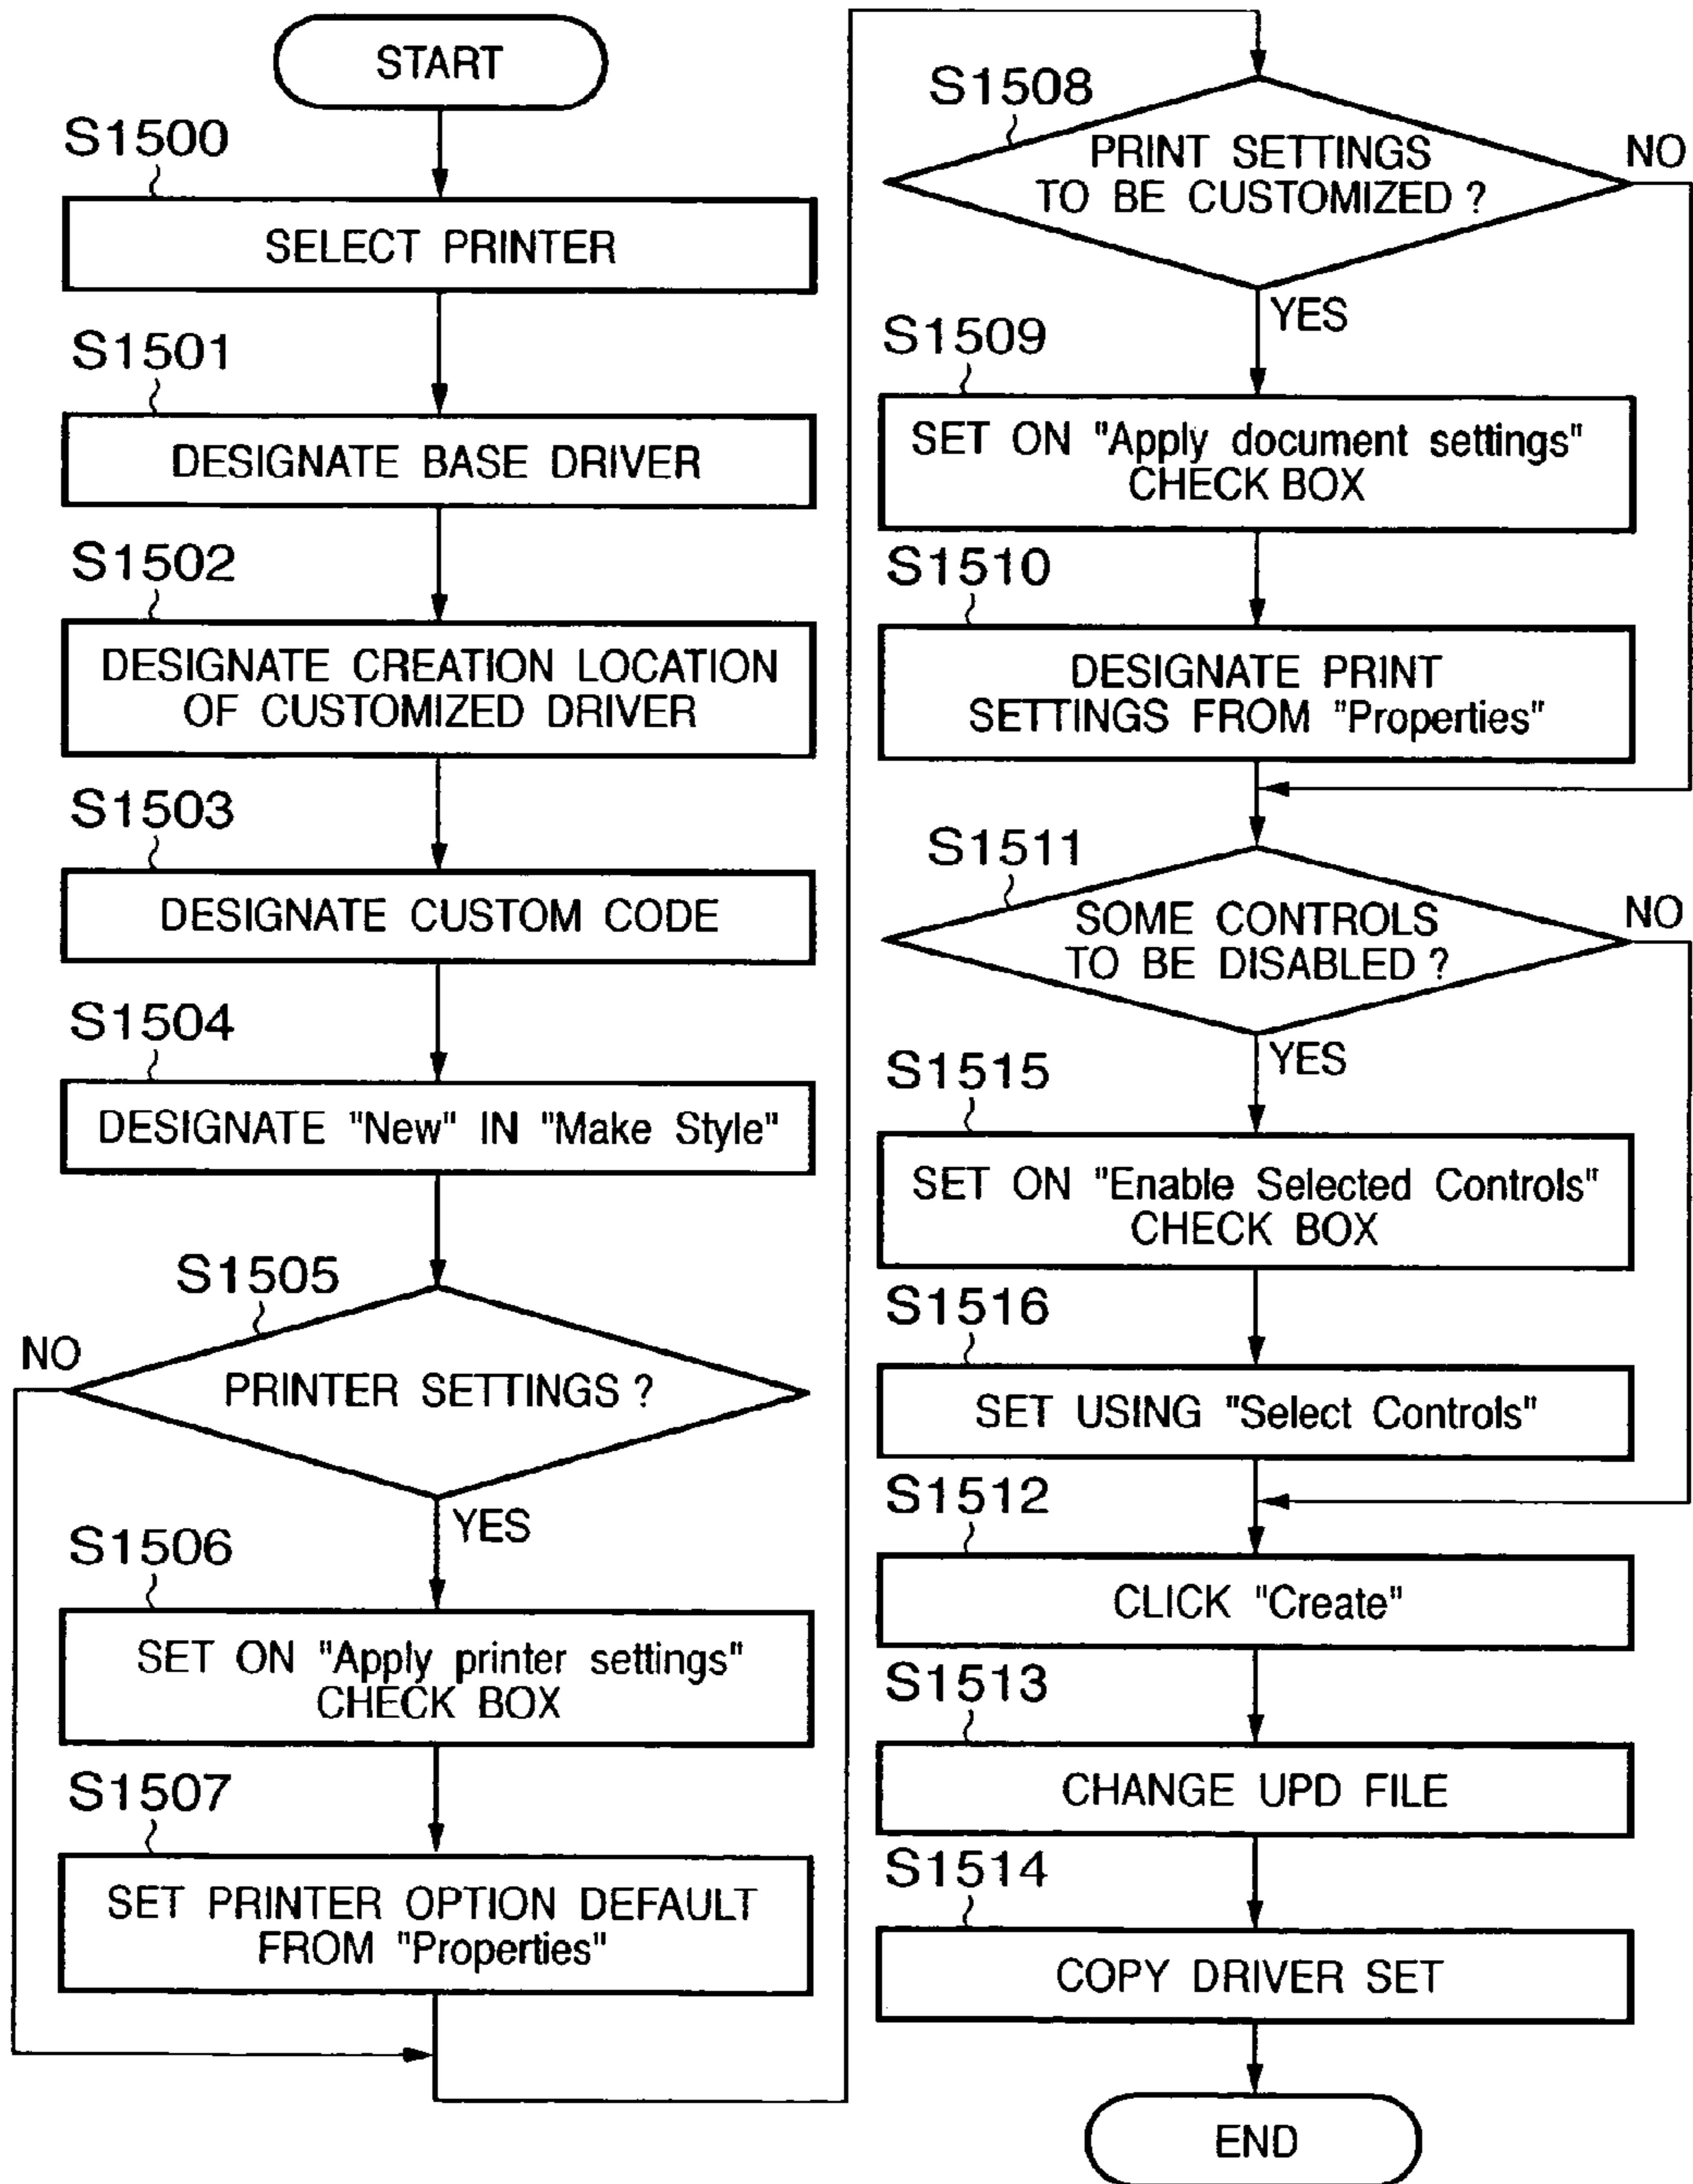 START
S1500
SELECT PRINTER
S1501
DESIGNATE BASE DRIVER
S1502
DESIGNATE CREATION LOCATION
OF CUSTOMIZED DRIVER
S1503
DESIGNATE CUSTOM CODE
S1504
DESIGNATE "New" IN "Make Style"
S1505
NO
PRINTER SETTINGS ?
YES
S1506
SET ON "Apply printer settings"
CHECK BOX
S1507
SET PRINTER OPTION DEFAULT
FROM "Properties"
S1508
PRINT SETTINGS
TO BE CUSTOMIZED ?
NO
YES
S1509
SET ON "Apply document settings"
CHECK BOX
S1510
DESIGNATE PRINT
SETTINGS FROM "Properties"
S1511
SOME CONTROLS
TO BE DISABLED ?
NO
YES
S1515
SET ON "Enable Selected Controls"
CHECK BOX
S1516
SET USING "Select Controls"
S1512
CLICK "Create"
S1513
CHANGE UPD FILE
S1514
COPY DRIVER SET
END